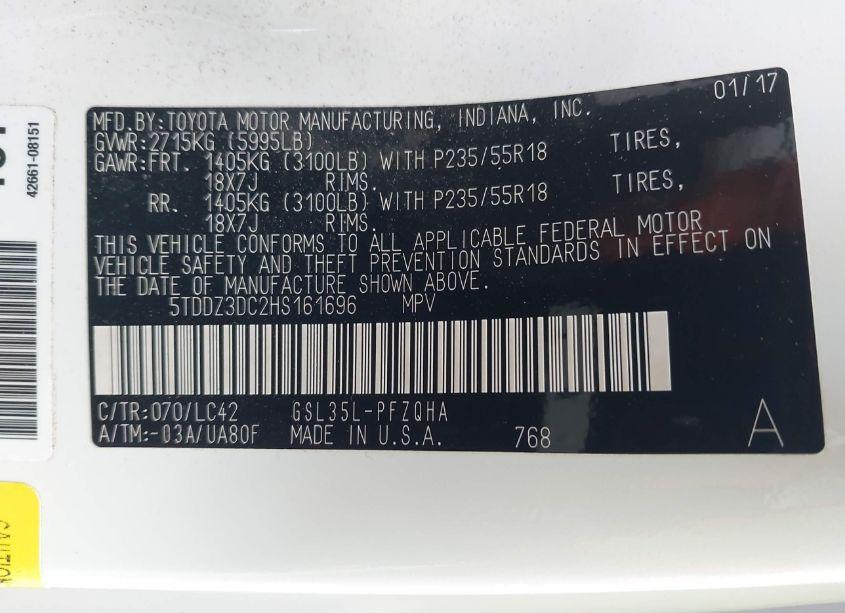 01/17
MFD.BY:TOYOTA MOTOR MANUFACTURING, INDIANA, INC.
GVWR:2715KG (5995LB)
GAWR:FRT. 1405KG (3100LB) WITH P235/55R18 TIRES,
18X7J RIMS.
RR. 1405KG (3100LB) WITH P235/55R18 TIRES,
18X7J RIMS.
THIS VEHICLE CONFORMS TO ALL APPLICABLE FEDERAL MOTOR
VEHICLE SAFETY AND THEFT PREVENTION STANDARDS IN EFFECT ON
THE DATE OF MANUFACTURE SHOWN ABOVE.
5TDDZ3DC2HS161696 MPV
C/TR:070/LC42 GSL35L-PFZQHA
A/TM:-03A/UA80F MADE IN U.S.A. 768 A
42661-08151
CAUTION